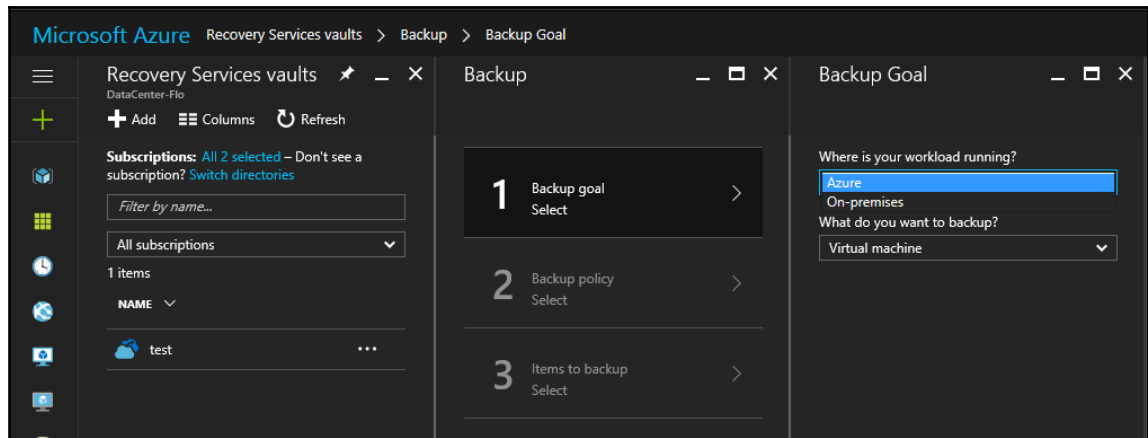 Microsoft Azure Recovery Services vaults > Backup > Backup Goal
Recovery Services vaults
DataCenter-Flo
Add Columns Refresh
Subscriptions: All 2 selected – Don't see a
subscription? Switch directories
Filter by name...
All subscriptions
1 items
NAME
test
Backup
1 Backup goal
Select
2 Backup policy
Select
3 Items to backup
Select
Backup Goal
Where is your workload running?
Azure
On-premises
What do you want to backup?
Virtual machine